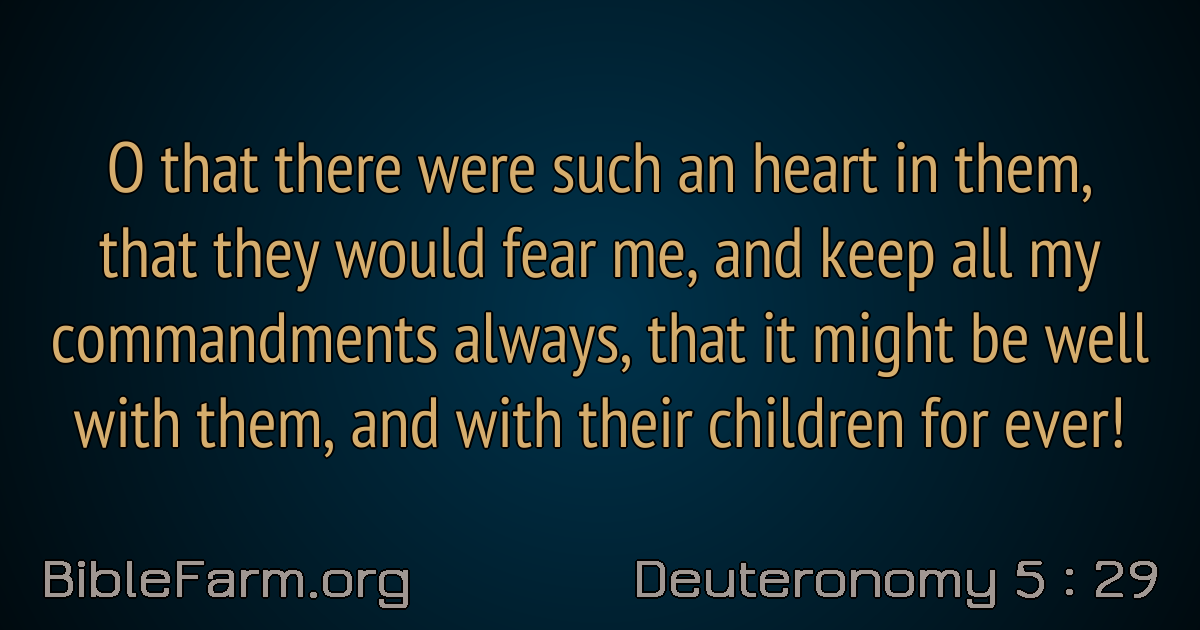 O that there were such an heart in them,
that they would fear me, and keep all my
commandments always, that it might be well
with them, and with their children for ever!
BibleFarm.org
Deuteronomy 5 : 29